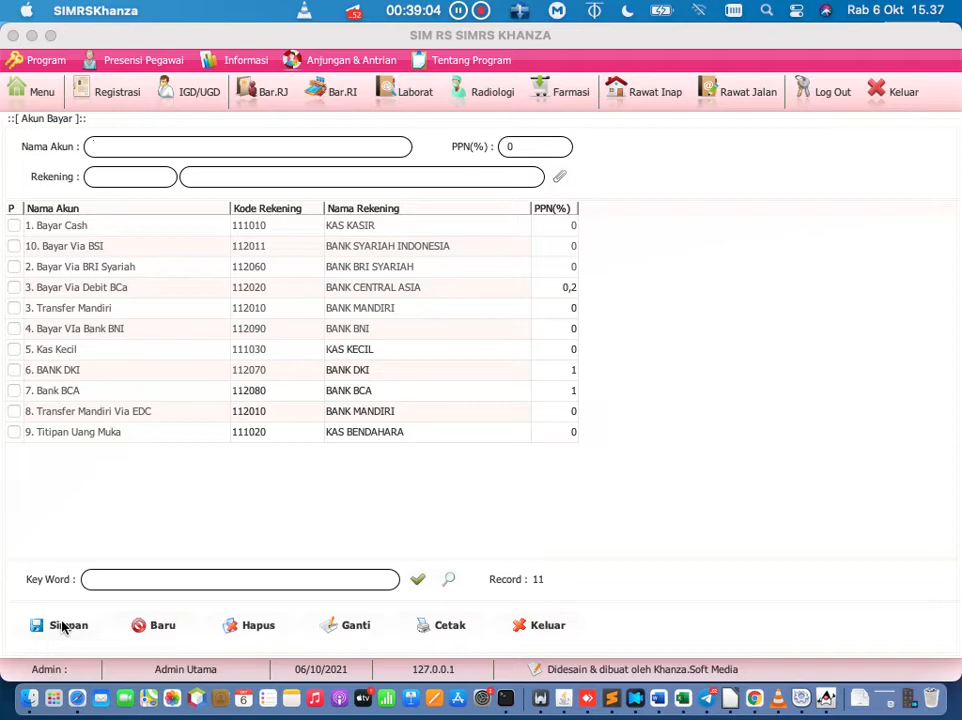 SIMRSKhanza 52 00:39:04 Rab 6 Okt 15.37
SIM RS SIMRS KHANZA
Program Presensi Pegawai Informasi Anjungan & Antrian Tentang Program
Menu Registrasi IGD/UGD Bar.RJ Bar.RI Laborat Radiologi Farmasi Rawat Inap Rawat Jalan Log Out Keluar
::[ Akun Bayar ]::
Nama Akun : PPN(%) : 0
Rekening :
P Nama Akun Kode Rekening Nama Rekening PPN(%)
1. Bayar Cash 111010 KAS KASIR 0
10. Bayar Via BSI 112011 BANK SYARIAH INDONESIA 0
2. Bayar Via BRI Syariah 112060 BANK BRI SYARIAH 0
3. Bayar Via Debit BCa 112020 BANK CENTRAL ASIA 0,2
3. Transfer Mandiri 112010 BANK MANDIRI 0
4. Bayar VIa Bank BNI 112090 BANK BNI 0
5. Kas Kecil 111030 KAS KECIL 0
6. BANK DKI 112070 BANK DKI 1
7. Bank BCA 112080 BANK BCA 1
8. Transfer Mandiri Via EDC 112010 BANK MANDIRI 0
9. Titipan Uang Muka 111020 KAS BENDAHARA 0
Key Word : Record : 11
Simpan Baru Hapus Ganti Cetak Keluar
Admin : Admin Utama 06/10/2021 127.0.0.1 Didesain & dibuat oleh Khanza.Soft Media